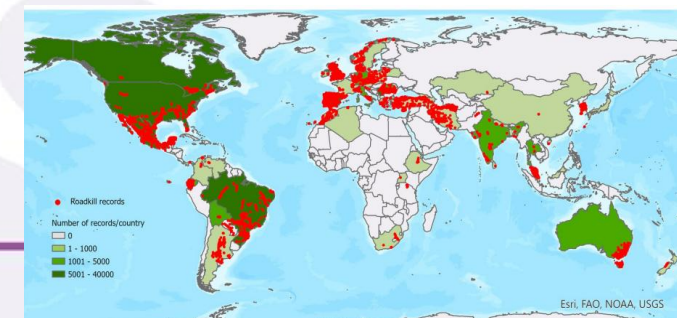 Roadkill records
Number of records/country
0
1 - 1000
1001 - 5000
5001 - 40000
Esri, FAO, NOAA, USGS